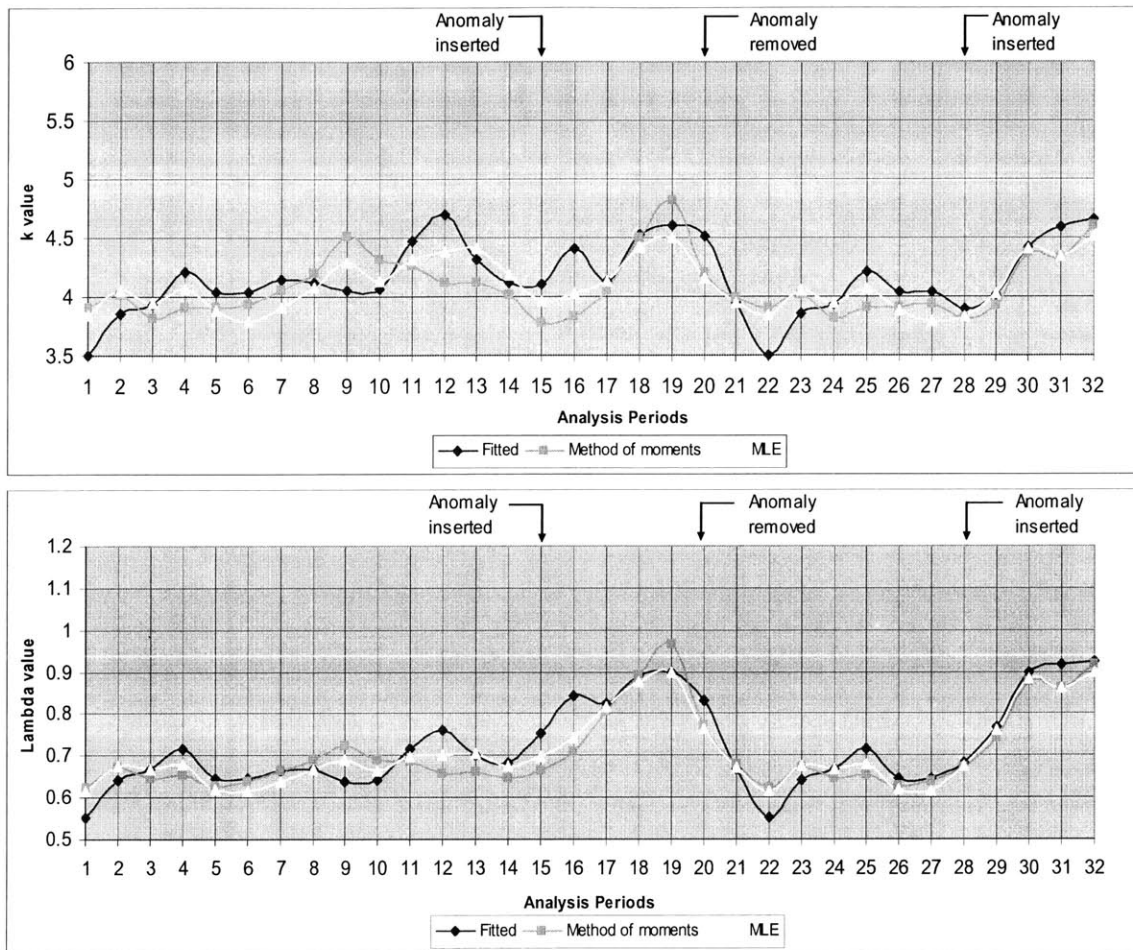 Anomaly inserted
Anomaly removed
Anomaly inserted
6
5.5
5
4.5
4
3.5
k value
1 2 3 4 5 6 7 8 9 10 11 12 13 14 15 16 17 18 19 20 21 22 23 24 25 26 27 28 29 30 31 32
Analysis Periods
Fitted Method of moments MLE
Anomaly inserted
Anomaly removed
Anomaly inserted
1.2
1.1
1
0.9
0.8
0.7
0.6
0.5
Lambda value
1 2 3 4 5 6 7 8 9 10 11 12 13 14 15 16 17 18 19 20 21 22 23 24 25 26 27 28 29 30 31 32
Analysis Periods
Fitted Method of moments MLE